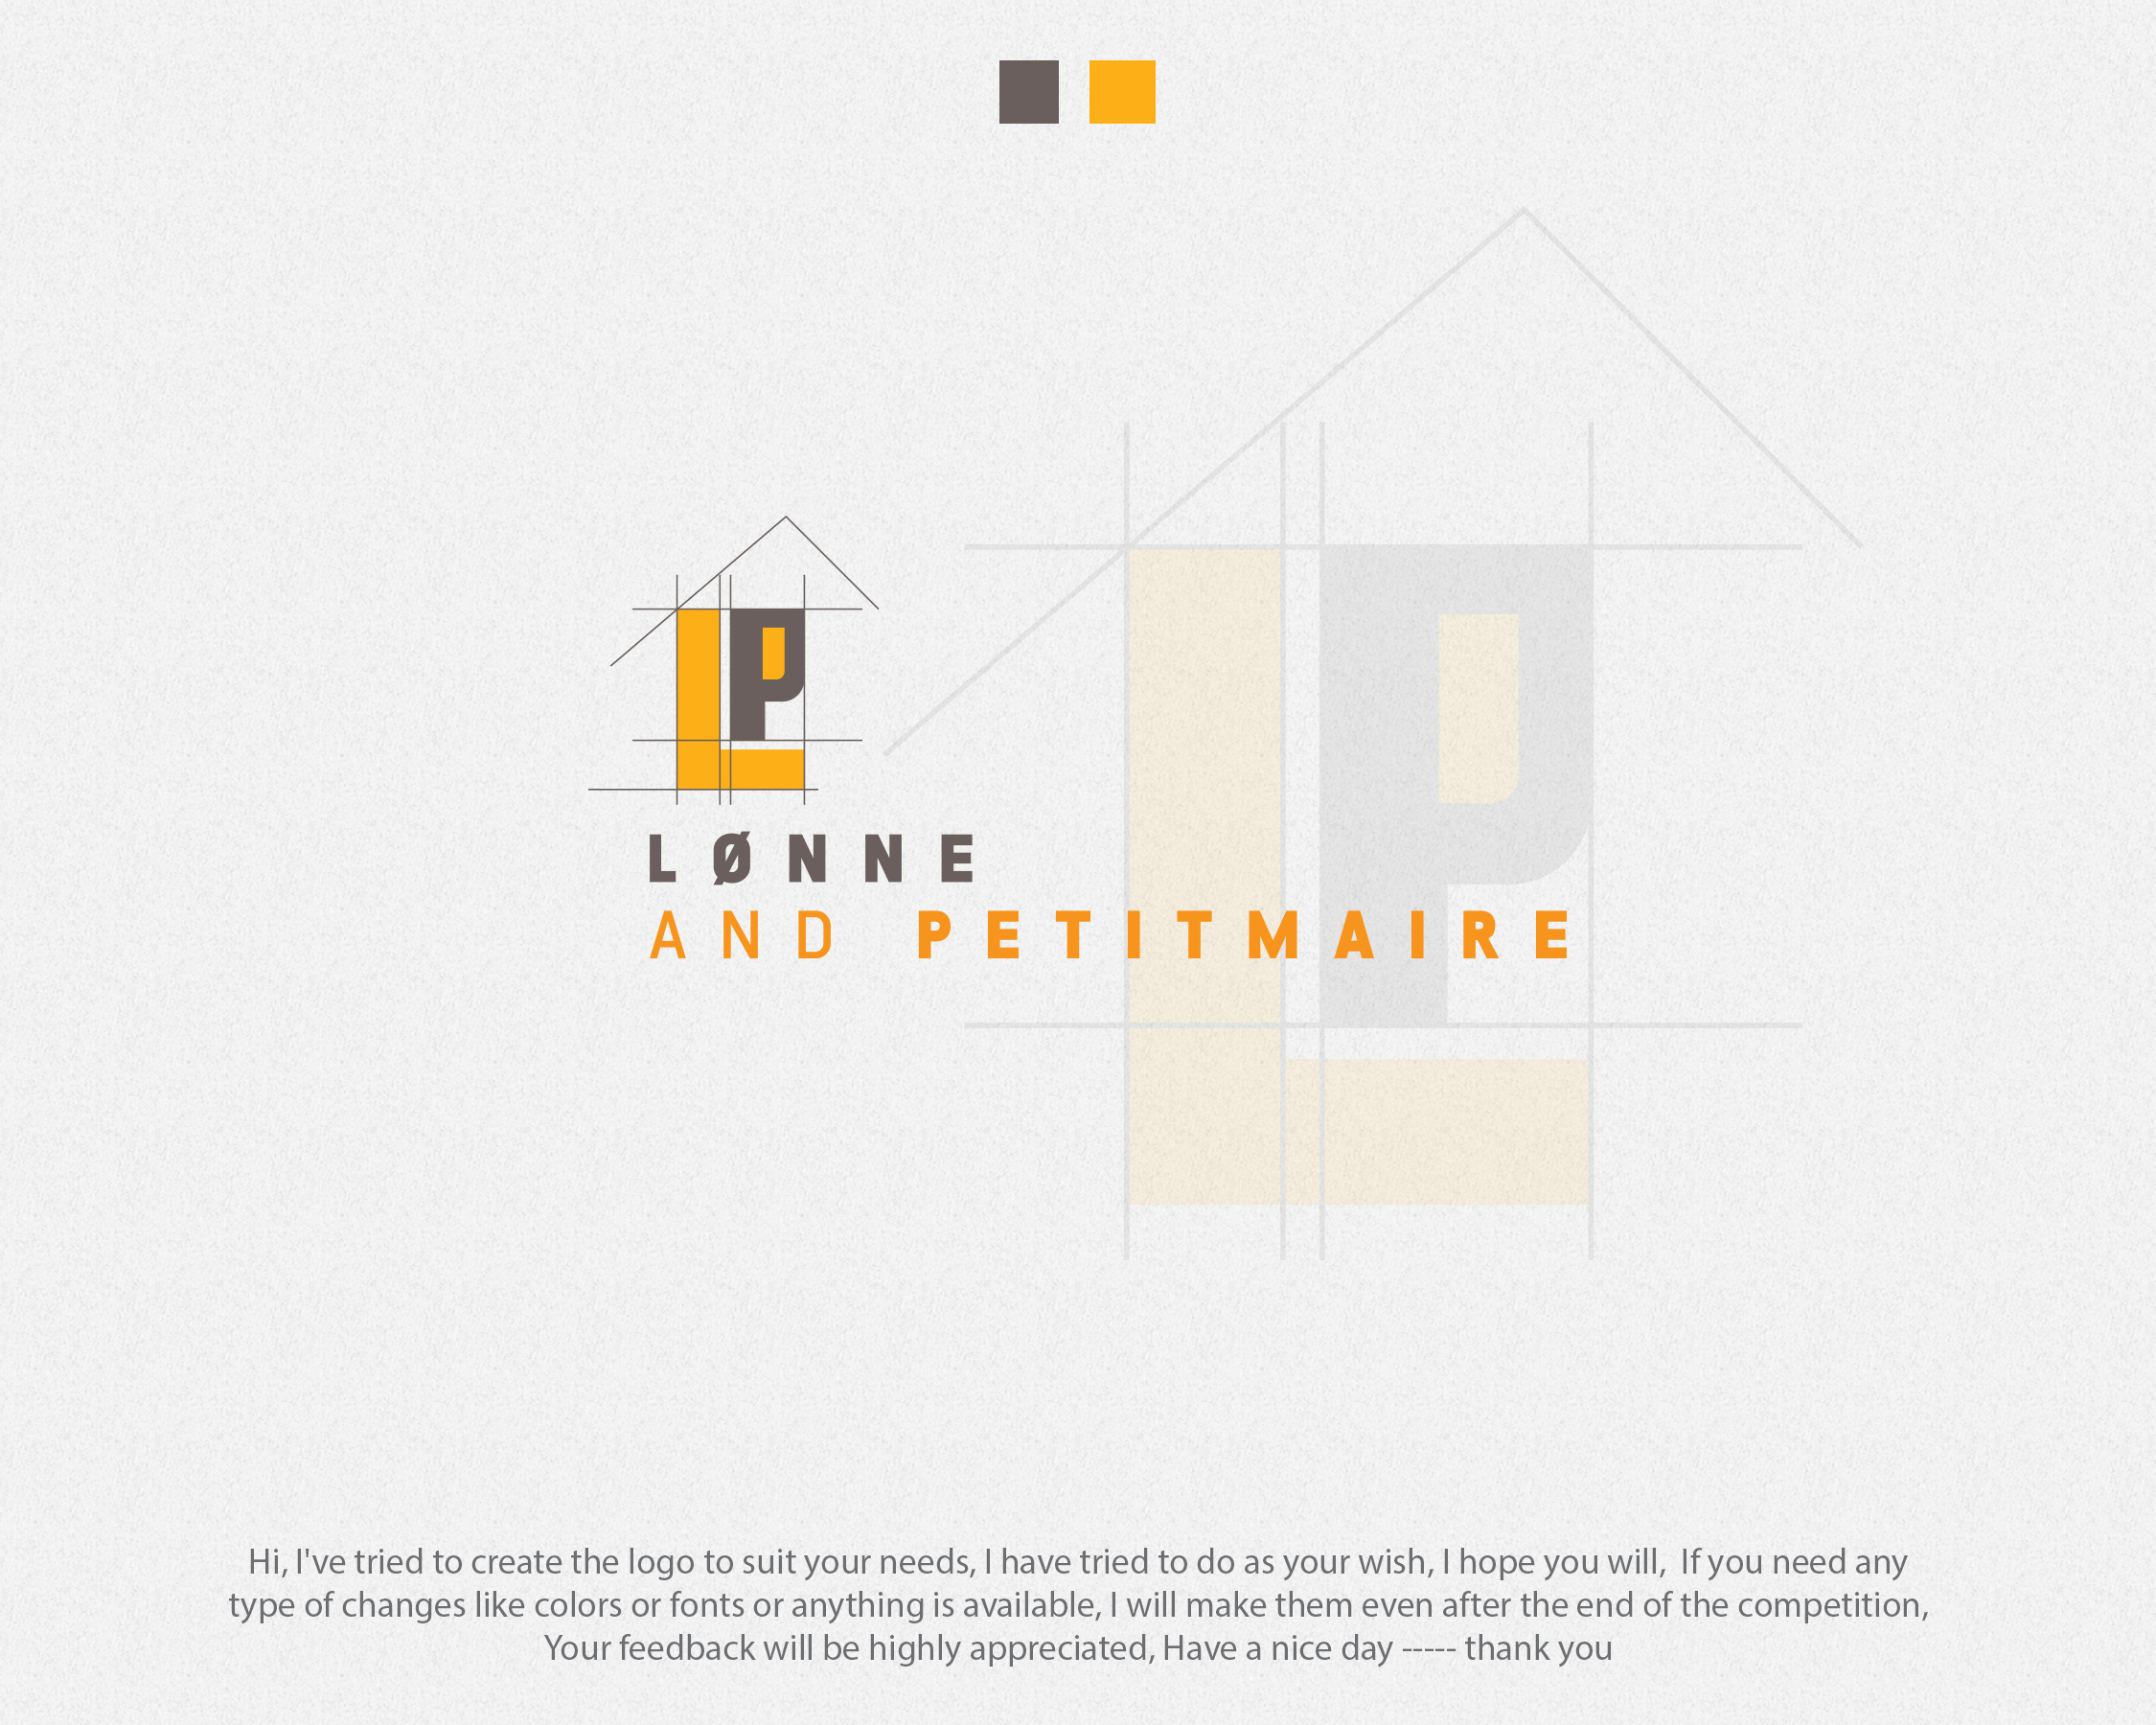 LP
LØNNE
AND PETITMAIRE
Hi, I've tried to create the logo to suit your needs, I have tried to do as your wish, I hope you will,  If you need any
type of changes like colors or fonts or anything is available, I will make them even after the end of the competition,
Your feedback will be highly appreciated, Have a nice day ----- thank you